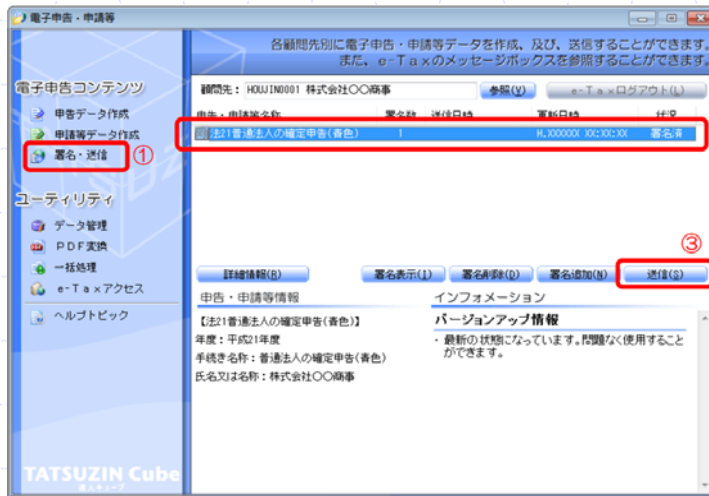 電子申告・申請等
各顧問先別に電子申告・申請等データを作成、及び、送信することができます。
また、e-Taxのメッセージボックスを参照することができます。
電子申告コンテンツ
申告データ作成
申請等データ作成
署名・送信
①
ユーティリティ
データ管理
PDF変換
一括処理
e-Taxアクセス
ヘルプトピック
顧問先: HOUJIN0001 株式会社○○商事
参照(V)
e-Taxログアウト(L)
申告・申請等名称 署名数 送信日時 更新日時 状況
法21普通法人の確定申告(青色) 1 H.XXXXXX XX:XX:XX 署名済
③
詳細情報(B)
署名表示(I)
署名削除(D)
署名追加(N)
送信(S)
申告・申請等情報
【法21普通法人の確定申告(青色)】
年度:平成21年度
手続き名称:普通法人の確定申告(青色)
氏名又は名称:株式会社○○商事
インフォメーション
バージョンアップ情報
・最新の状態になっています。問題なく使用すること
ができます。
TATSUZIN Cube
達人キューブ